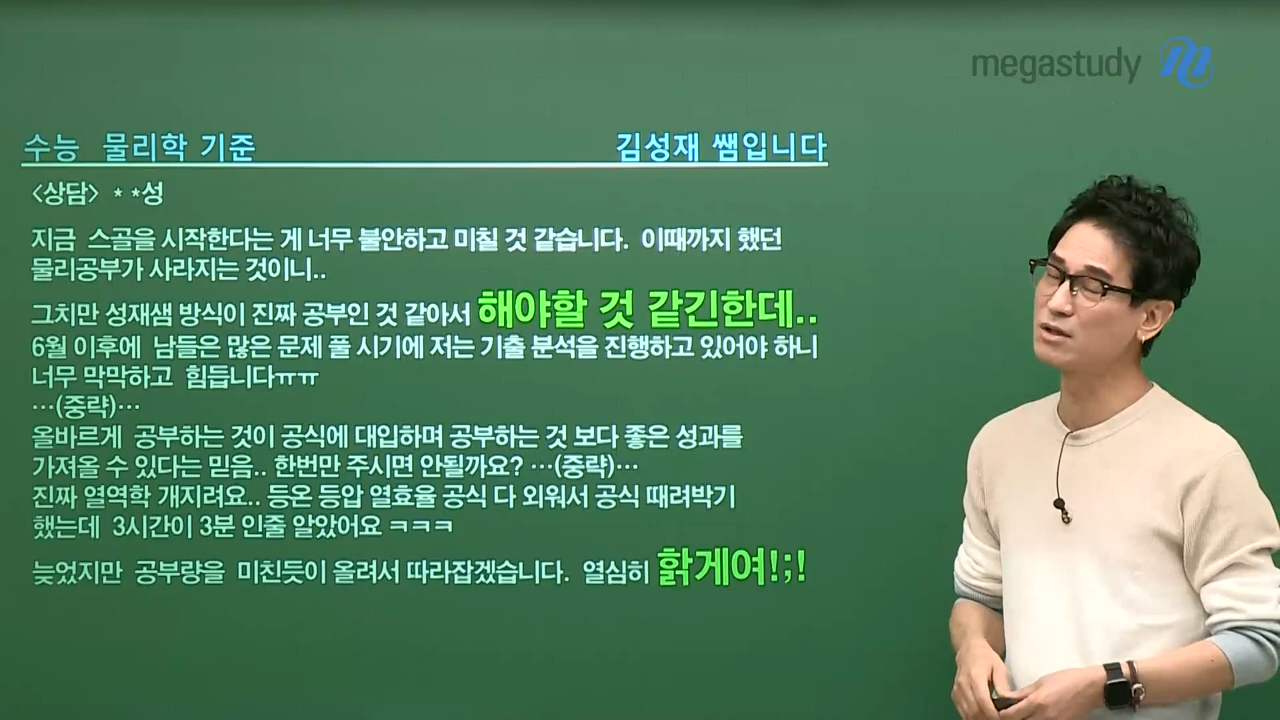 megastudy
수능 물리학 기준 김성재 쌤입니다
<상담> * *성
지금 스골을 시작한다는 게 너무 불안하고 미칠 것 같습니다. 이때까지 했던
물리공부가 사라지는 것이니..
그치만 성재샘 방식이 진짜 공부인 것 같아서 해야할 것 같긴한데..
6월 이후에 남들은 많은 문제 풀 시기에 저는 기출 분석을 진행하고 있어야 하니
너무 막막하고 힘듭니다ㅠㅠ
…(중략)…
올바르게 공부하는 것이 공식에 대입하며 공부하는 것 보다 좋은 성과를
가져올 수 있다는 믿음.. 한번만 주시면 안될까요? …(중략)…
진짜 열역학 개지려요.. 등온 등압 열효율 공식 다 외워서 공식 때려박기
했는데 3시간이 3분 인줄 알았어요 ㅋㅋㅋ
늦었지만 공부량을 미친듯이 올려서 따라잡겠습니다. 열심히 핡게여!;!